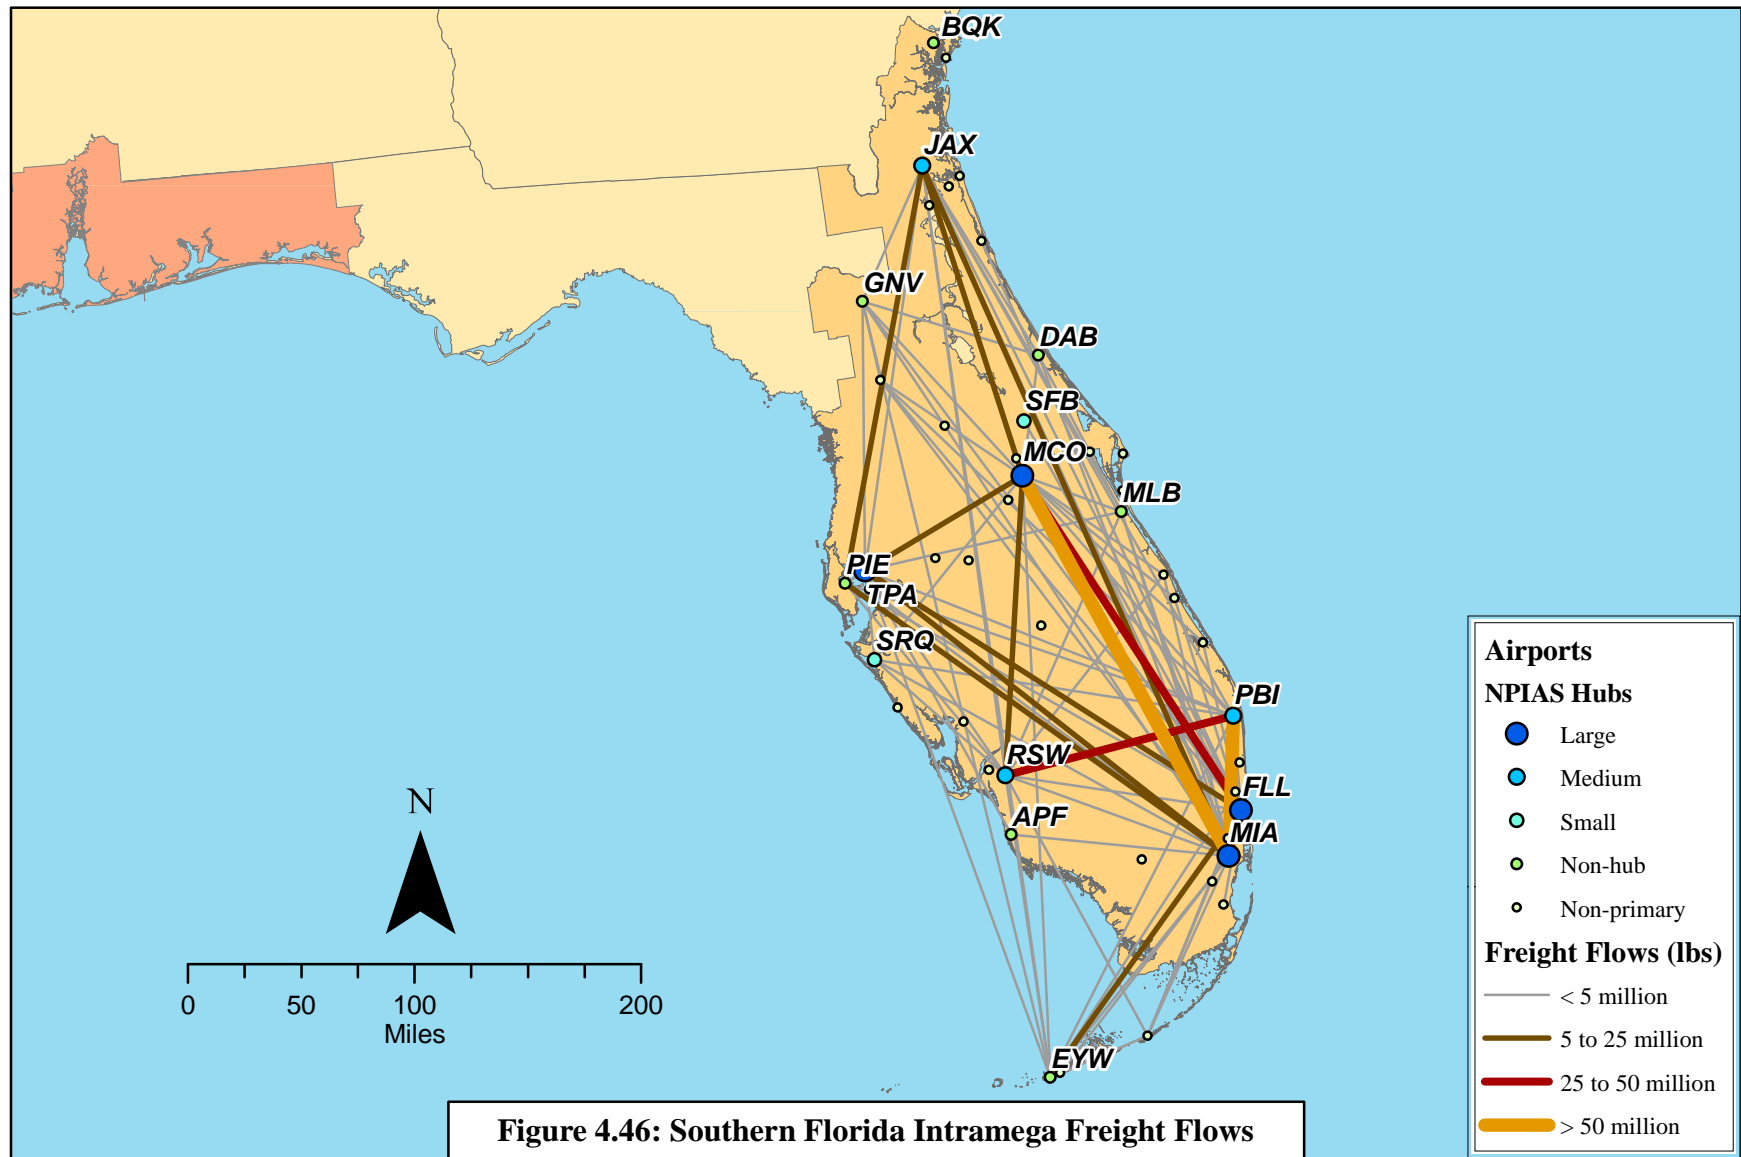 BQK
JAX
GNV
DAB
SFB
MCO
MLB
PIE
TPA
SRQ
PBI
RSW
FLL
APF
MIA
EYW
N
0 50 100 200
Miles
Airports
NPIAS Hubs
Large
Medium
Small
Non-hub
Non-primary
Freight Flows (lbs)
< 5 million
5 to 25 million
25 to 50 million
> 50 million
Figure 4.46: Southern Florida Intramega Freight Flows